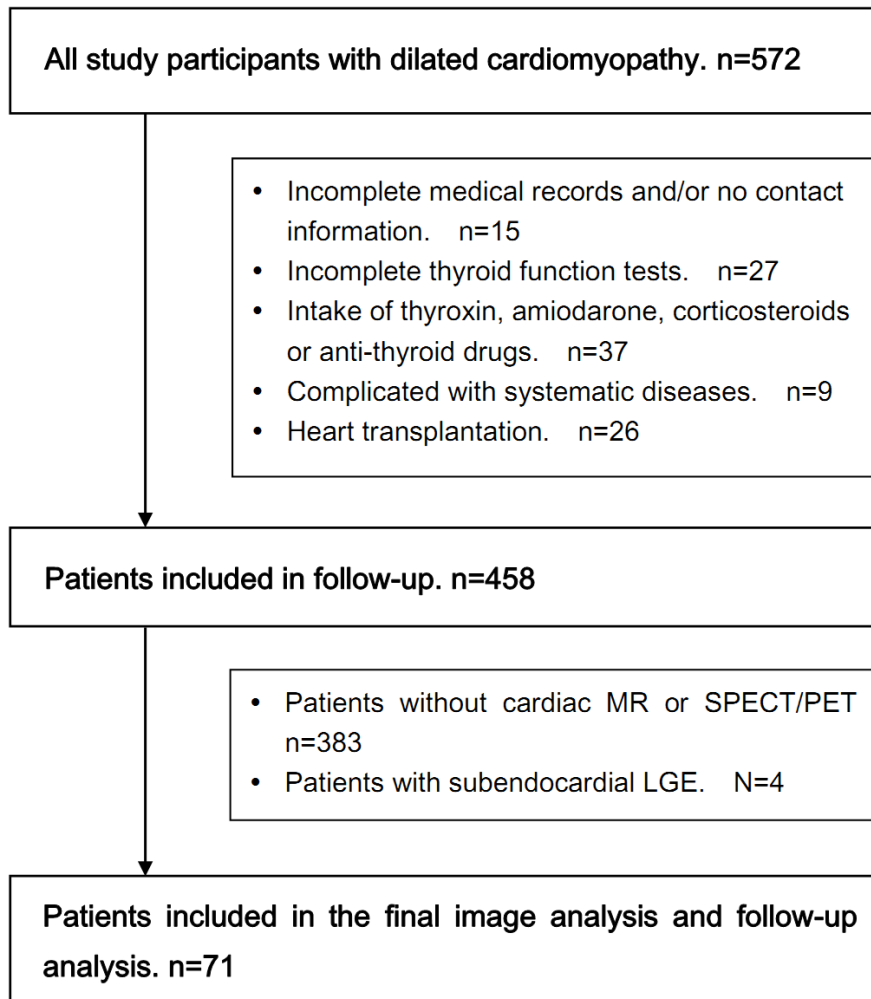 All study participants with dilated cardiomyopathy. n=572
• Incomplete medical records and/or no contact
information. n=15
• Incomplete thyroid function tests. n=27
• Intake of thyroxin, amiodarone, corticosteroids
or anti-thyroid drugs. n=37
• Complicated with systematic diseases. n=9
• Heart transplantation. n=26
Patients included in follow-up. n=458
• Patients without cardiac MR or SPECT/PET
n=383
• Patients with subendocardial LGE. N=4
Patients included in the final image analysis and follow-up
analysis. n=71